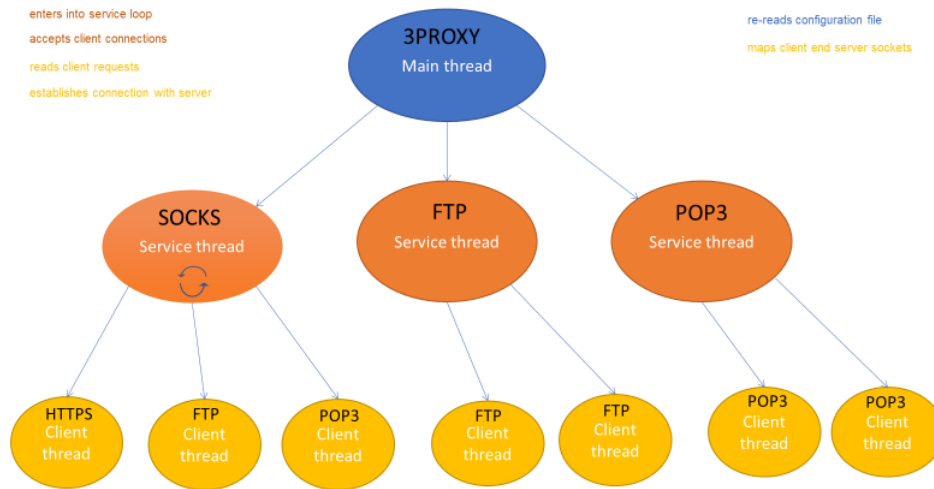 enters into service loop
accepts client connections
reads client requests
establishes connection with server
re-reads configuration file
maps client end server sockets
3PROXY
Main thread
SOCKS
Service thread
FTP
Service thread
POP3
Service thread
HTTPS
Client
thread
FTP
Client
thread
POP3
Client
thread
FTP
Client
thread
FTP
Client
thread
POP3
Client
thread
POP3
Client
thread